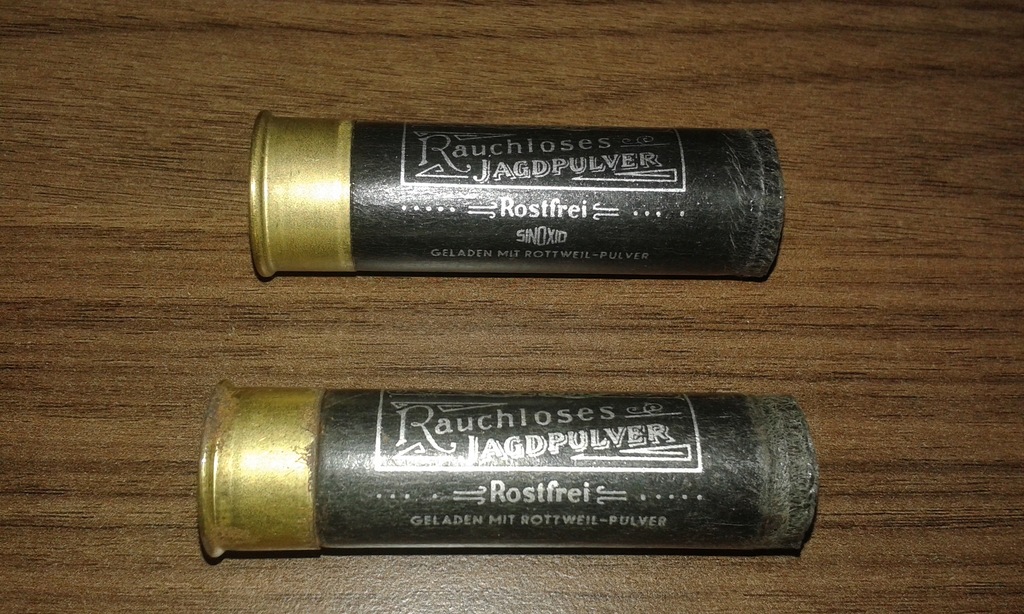 Rauchloses
JAGDPULVER
Rostfrei
SINOXID
GELADEN MIT ROTTWEIL-PULVER
Rauchloses
JAGDPULVER
Rostfrei
GELADEN MIT ROTTWEIL-PULVER